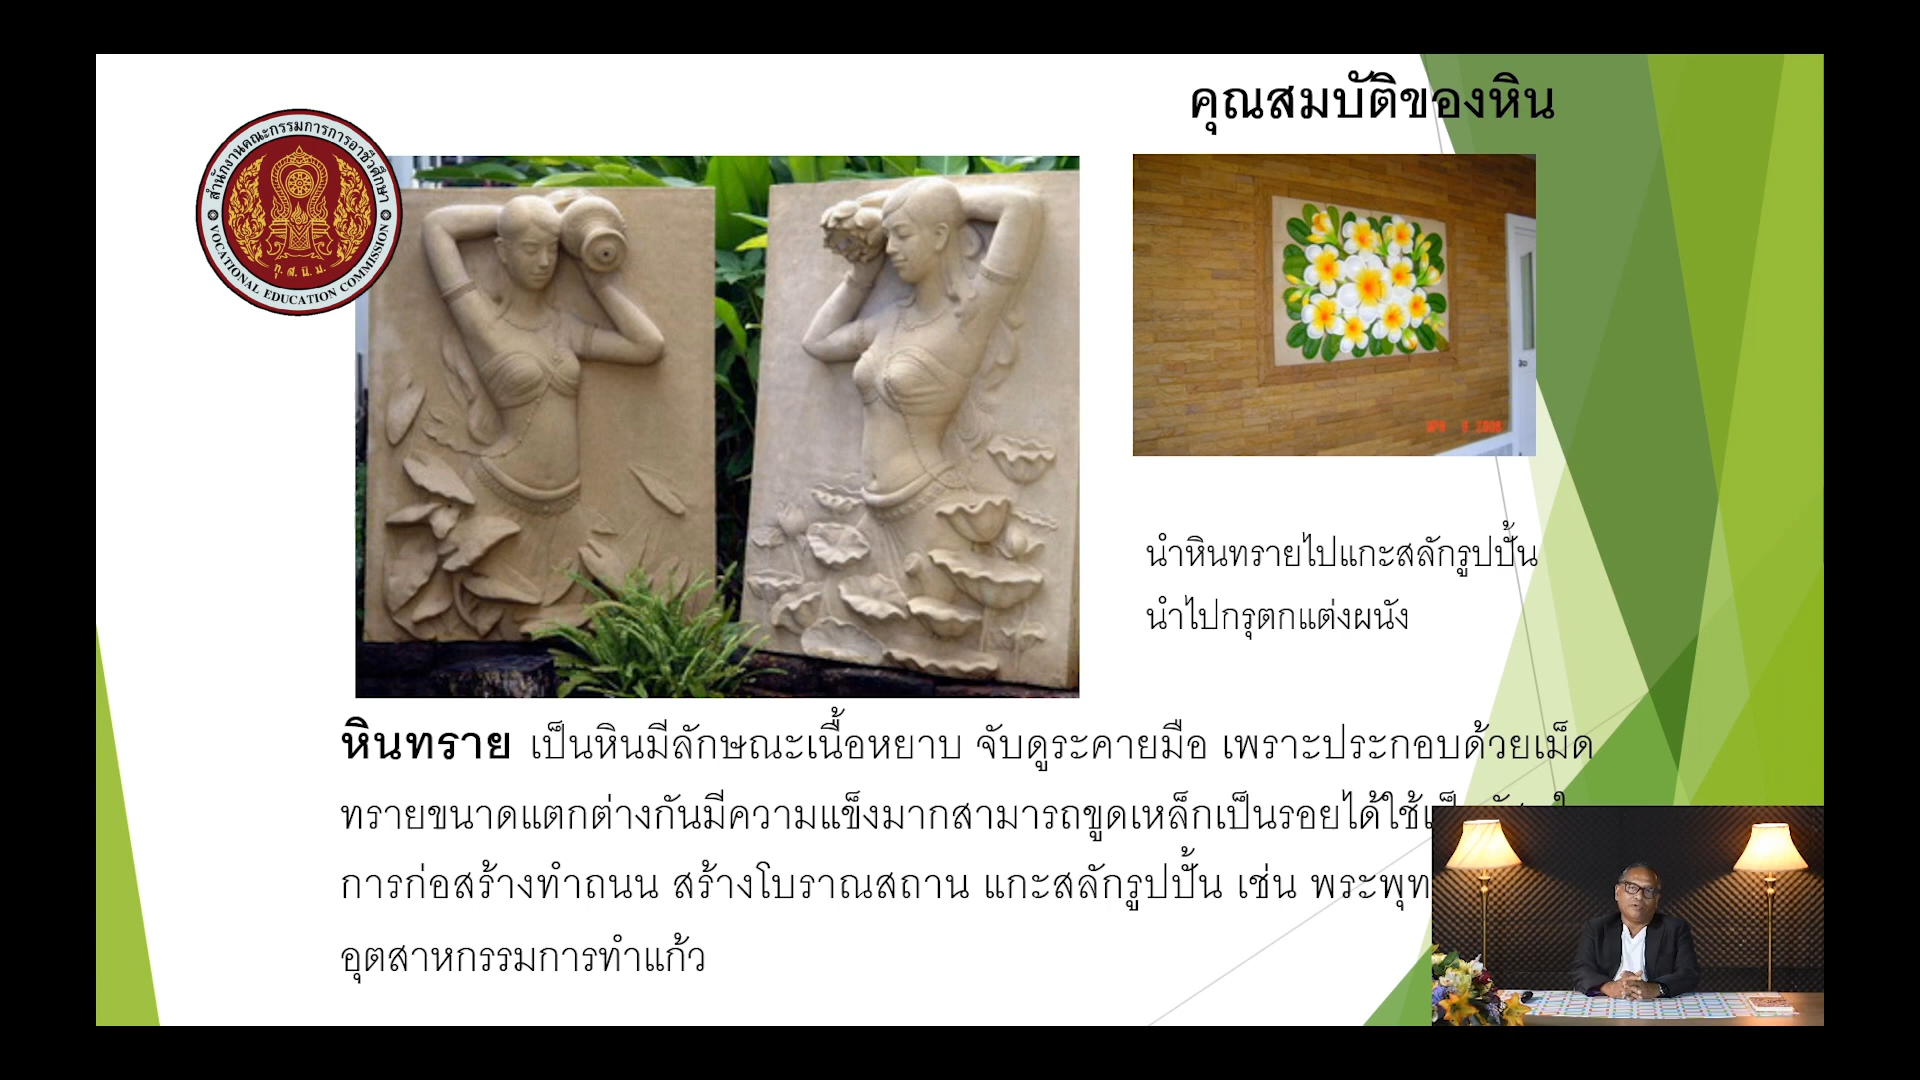 คุณสมบัติของหิน
สำนักงานคณะกรรมการการอาชีวศึกษา
ทุ. ส. นิ. ม.
VOCATIONAL EDUCATION COMMISSION
นำหินทรายไปแกะสลักรูปปั้น
นำไปกรุตกแต่งผนัง
หินทราย เป็นหินมีลักษณะเนื้อหยาบ จับดูระคายมือ เพราะประกอบด้วยเม็ด
ทรายขนาดแตกต่างกันมีความแข็งมากสามารถขูดเหล็กเป็นรอยได้ใช้
การก่อสร้างทำถนน สร้างโบราณสถาน แกะสลักรูปปั้น เช่น พระพุท
อุตสาหกรรมการทำแก้ว